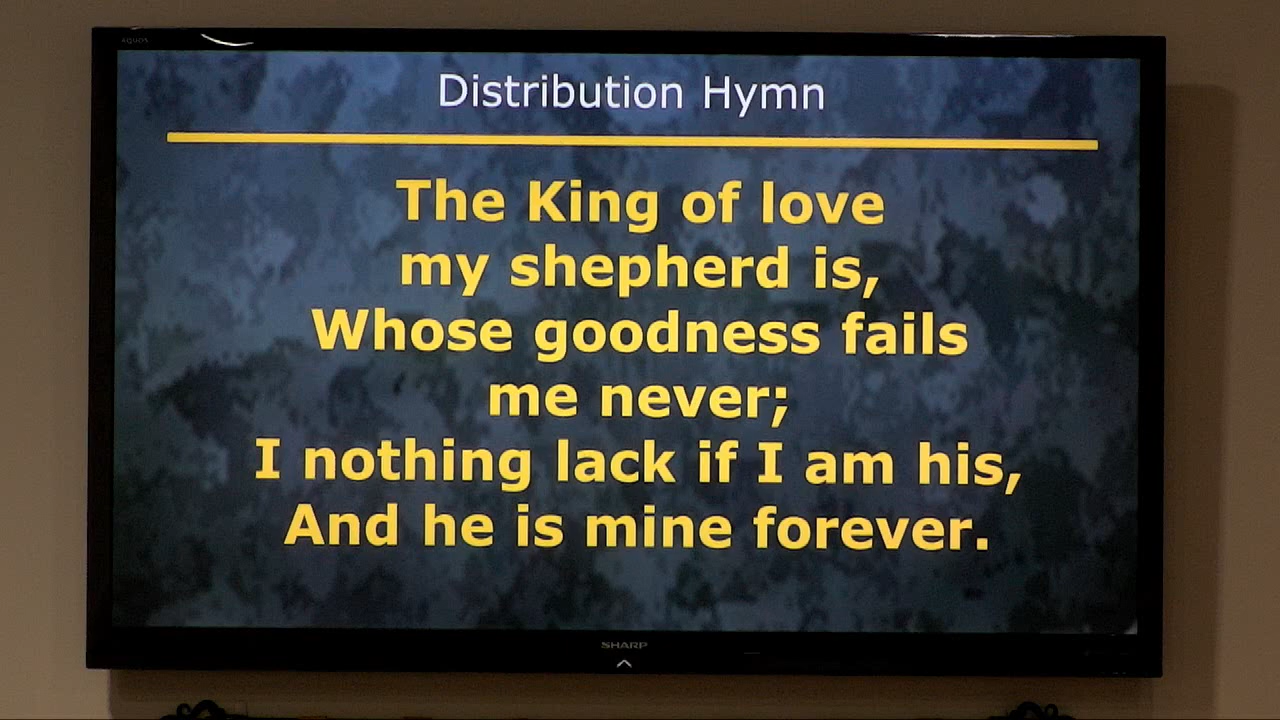 AQUOS
Distribution Hymn
The King of love
my shepherd is,
Whose goodness fails
me never;
I nothing lack if I am his,
And he is mine forever.
SHARP